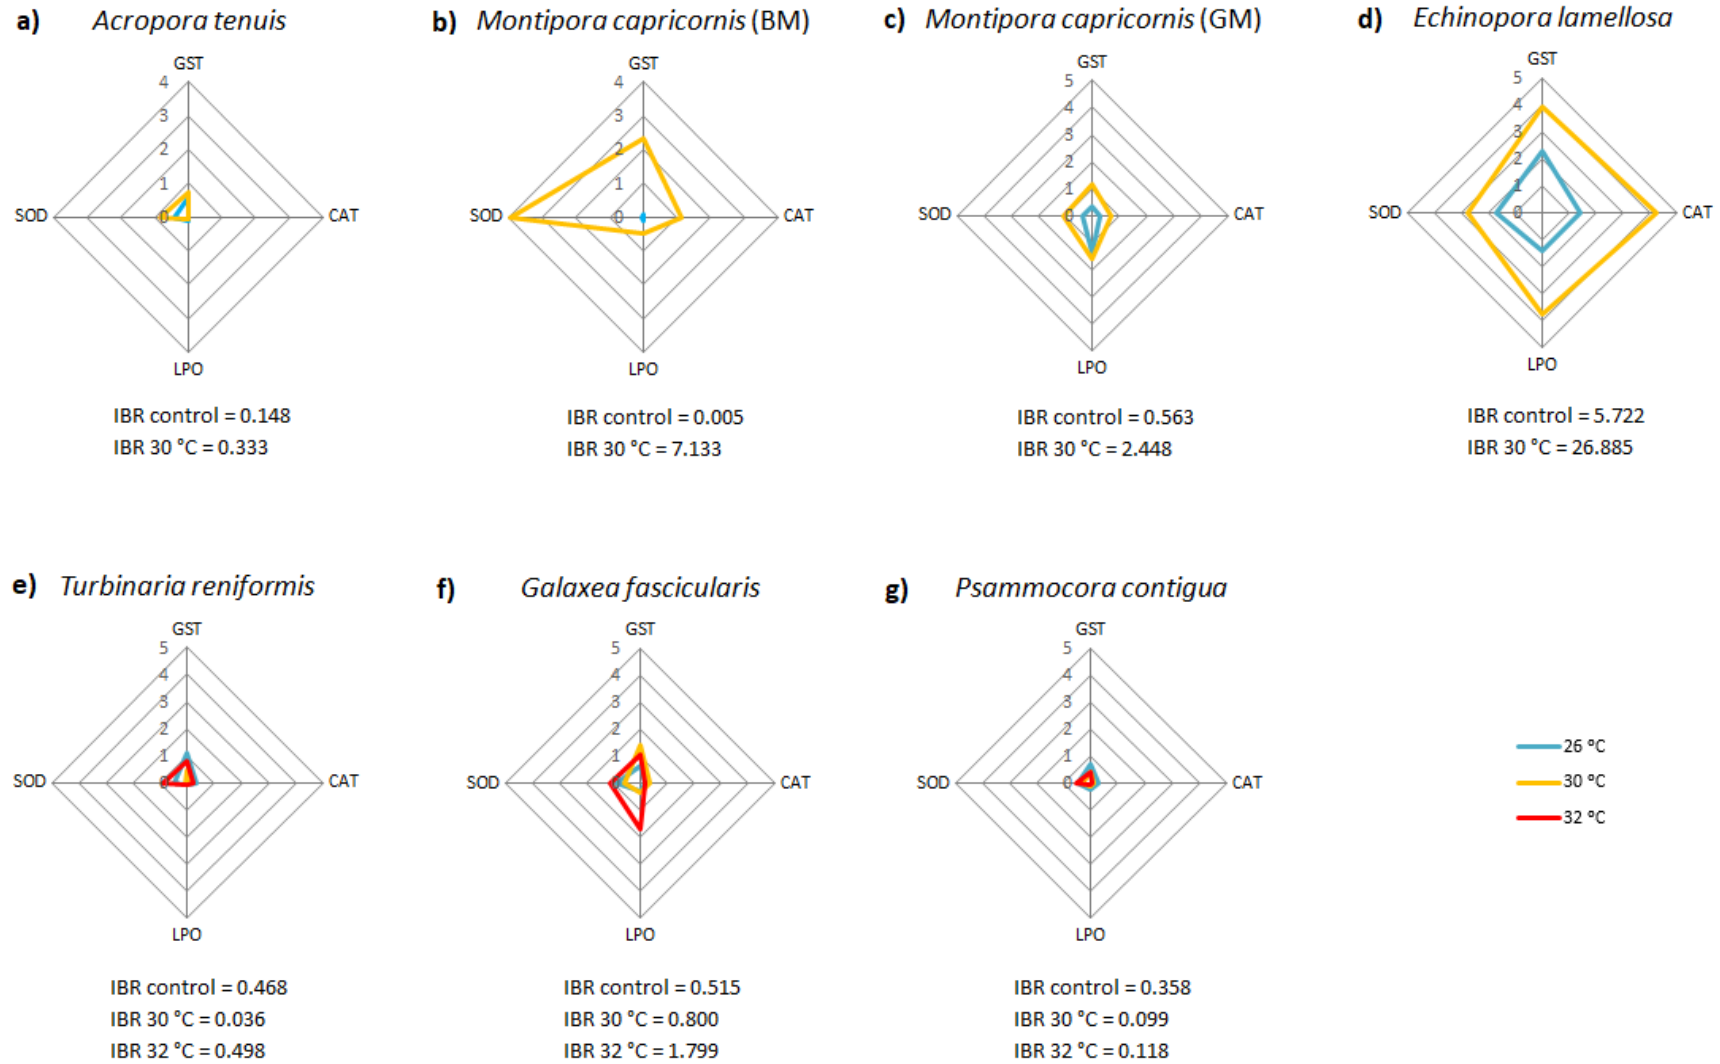 a) Acropora tenuis
GST
4
3
2
1
0
SOD
CAT
LPO
IBR control = 0.148
IBR 30 °C = 0.333
b) Montipora capricornis (BM)
GST
4
3
2
1
0
SOD
CAT
LPO
IBR control = 0.005
IBR 30 °C = 7.133
c) Montipora capricornis (GM)
GST
5
4
3
2
1
0
SOD
CAT
LPO
IBR control = 0.563
IBR 30 °C = 2.448
d) Echinopora lamellosa
GST
5
4
3
2
1
0
SOD
CAT
LPO
IBR control = 5.722
IBR 30 °C = 26.885
e) Turbinaria reniformis
GST
5
4
3
2
1
0
SOD
CAT
LPO
IBR control = 0.468
IBR 30 °C = 0.036
IBR 32 °C = 0.498
f) Galaxea fascicularis
GST
5
4
3
2
1
0
SOD
CAT
LPO
IBR control = 0.515
IBR 30 °C = 0.800
IBR 32 °C = 1.799
g) Psammocora contigua
GST
5
4
3
2
1
0
SOD
CAT
LPO
IBR control = 0.358
IBR 30 °C = 0.099
IBR 32 °C = 0.118
26 ºC
30 ºC
32 ºC